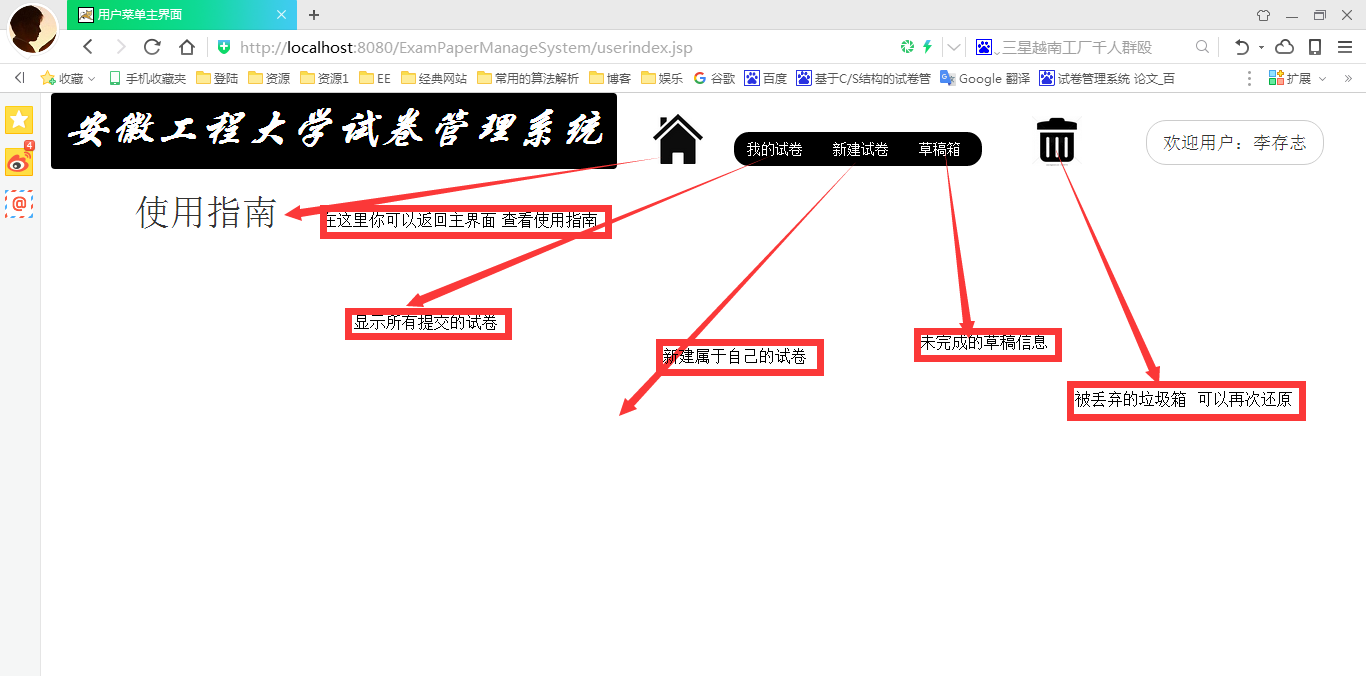 用户菜单主界面
http://localhost:8080/ExamPaperManageSystem/userindex.jsp
三星越南工厂千人群殴
收藏 手机收藏夹 登陆 资源 资源1 EE 经典网站 常用的算法解析 博客 娱乐 谷歌 百度 基于C/S结构的试卷管 Google 翻译 试卷管理系统 论文_百 扩展
4
@
安徽工程大学试卷管理系统
我的试卷 新建试卷 草稿箱
欢迎用户：李存志
使用指南
在这里你可以返回主界面 查看使用指南
显示所有提交的试卷
新建属于自己的试卷
未完成的草稿信息
被丢弃的垃圾箱 可以再次还原